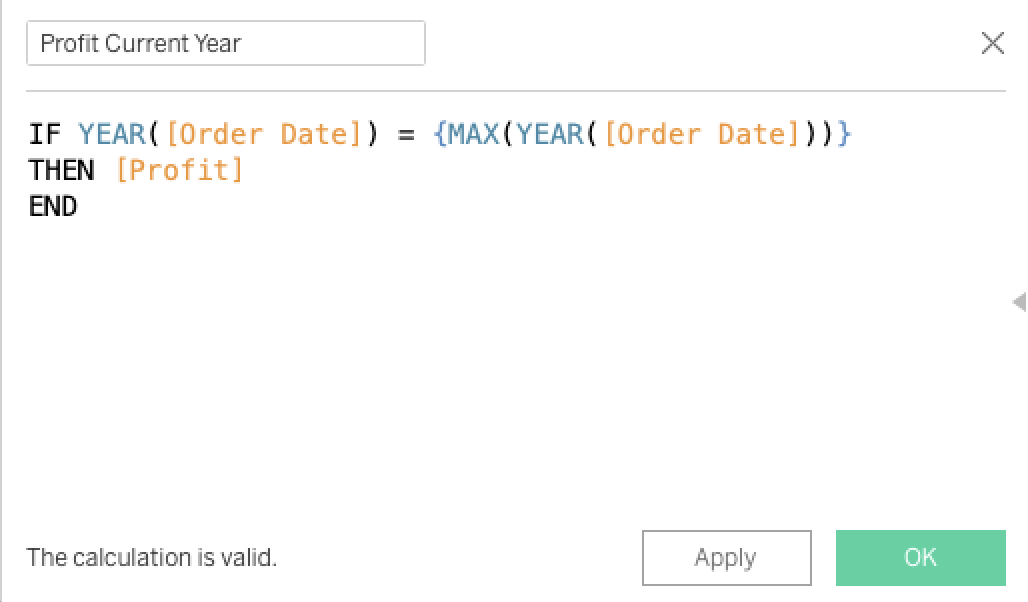 Profit Current Year
IF YEAR([Order Date]) = {MAX(YEAR([Order Date]))}
THEN [Profit]
END
The calculation is valid.
Apply
OK